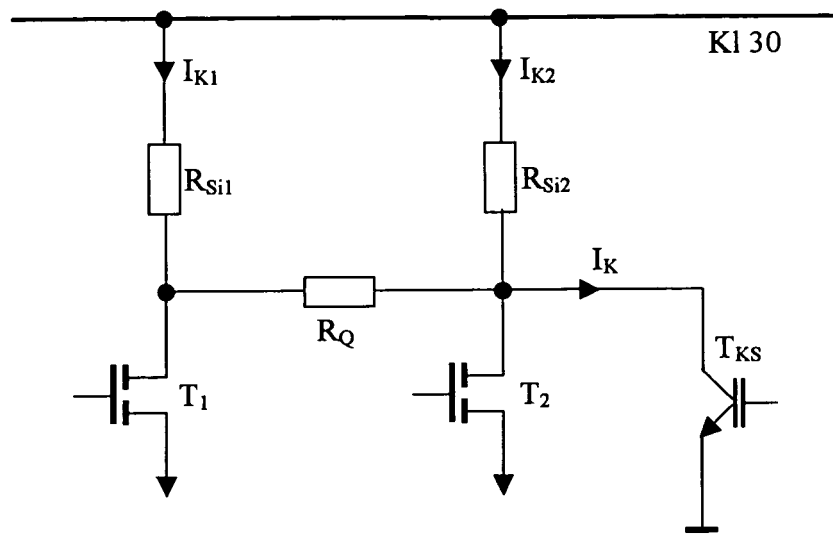 Kl 30
I_K1
I_K2
R_Si1
R_Si2
I_K
R_Q
T_KS
T_1
T_2